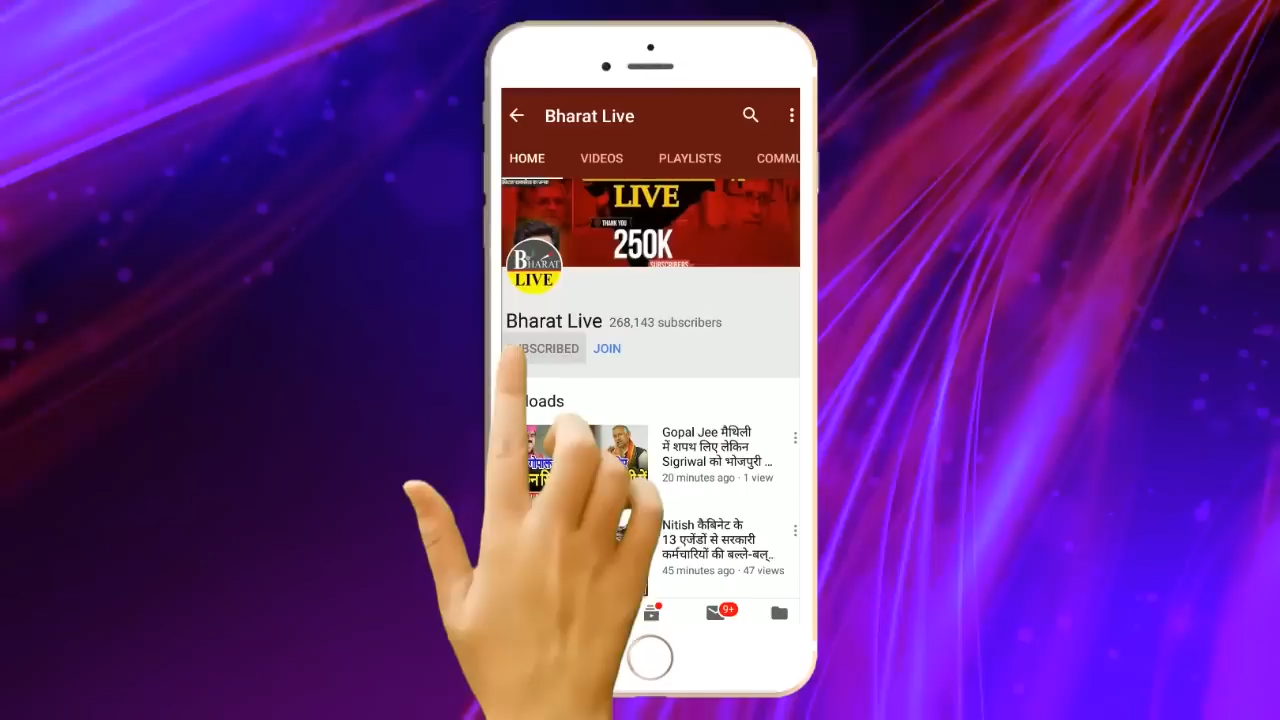 Bharat Live
HOME VIDEOS PLAYLISTS COMMU
LIVE
THANK YOU
250K
SUBSCRIBERS
BHARAT
LIVE
Bharat Live 268,143 subscribers
UBSCRIBED JOIN
loads
Gopal Jee मैथिली
में शपथ लिए लेकिन
Sigriwal को भोजपुरी ...
20 minutes ago · 1 view
Nitish कैबिनेट के
13 एजेंडों से सरकारी
कर्मचारियों की बल्ले-बल्..
45 minutes ago · 47 views
9+